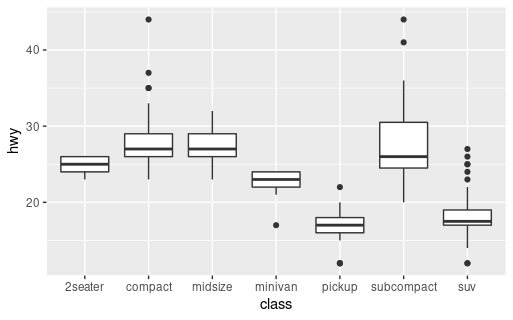 40
30
20
hwy
2seater compact midsize minivan pickup subcompact suv
class